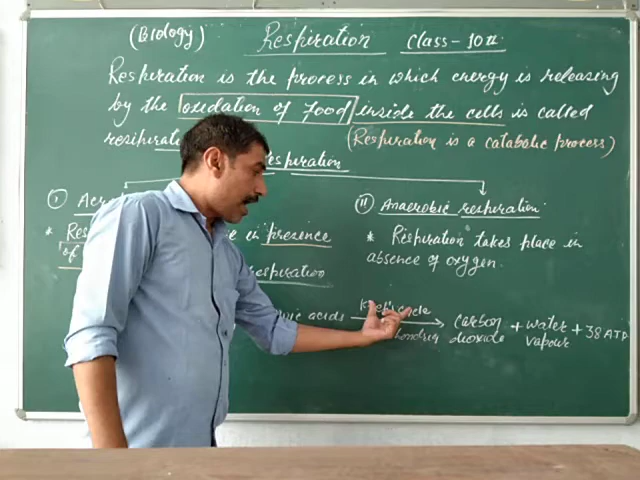 (Biology) Respiration Class-10th
Respiration is the process in which energy is releasing
by the oxidation of food inside the cells is called
(Respiration is a catabolic process)
respiration
I
II Anaerobic respiration
* presence
* Respiration takes place in
of respiration
absence of oxygen.
acids → Carbon dioxide + water vapour + 38 ATP